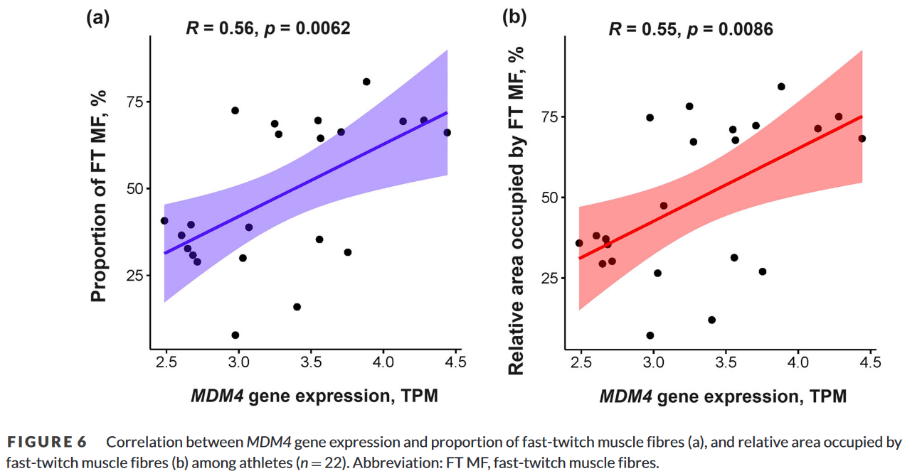 (a)
R = 0.56, p = 0.0062
Proportion of FT MF, %
75
50
25
2.5 3.0 3.5 4.0 4.5
MDM4 gene expression, TPM
(b)
R = 0.55, p = 0.0086
Relative area occupied by FT MF, %
75
50
25
2.5 3.0 3.5 4.0 4.5
MDM4 gene expression, TPM
FIGURE 6 Correlation between MDM4 gene expression and proportion of fast-twitch muscle fibres (a), and relative area occupied by
fast-twitch muscle fibres (b) among athletes (n = 22). Abbreviation: FT MF, fast-twitch muscle fibres.